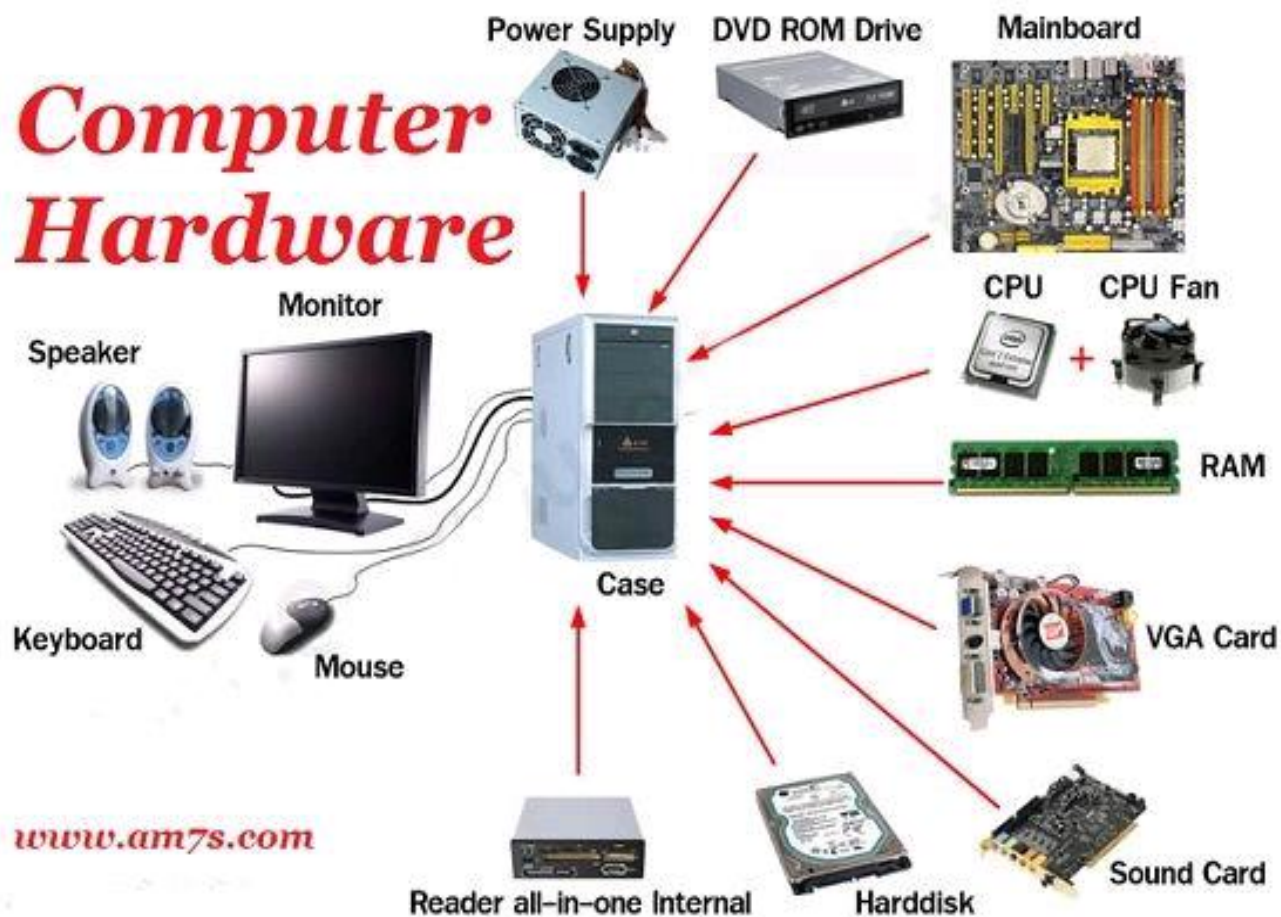 Computer
Hardware
Power Supply
DVD ROM Drive
Mainboard
CPU
CPU Fan
+
RAM
VGA Card
Sound Card
Harddisk
Reader all-in-one Internal
Case
Monitor
Speaker
Keyboard
Mouse
www.am7s.com